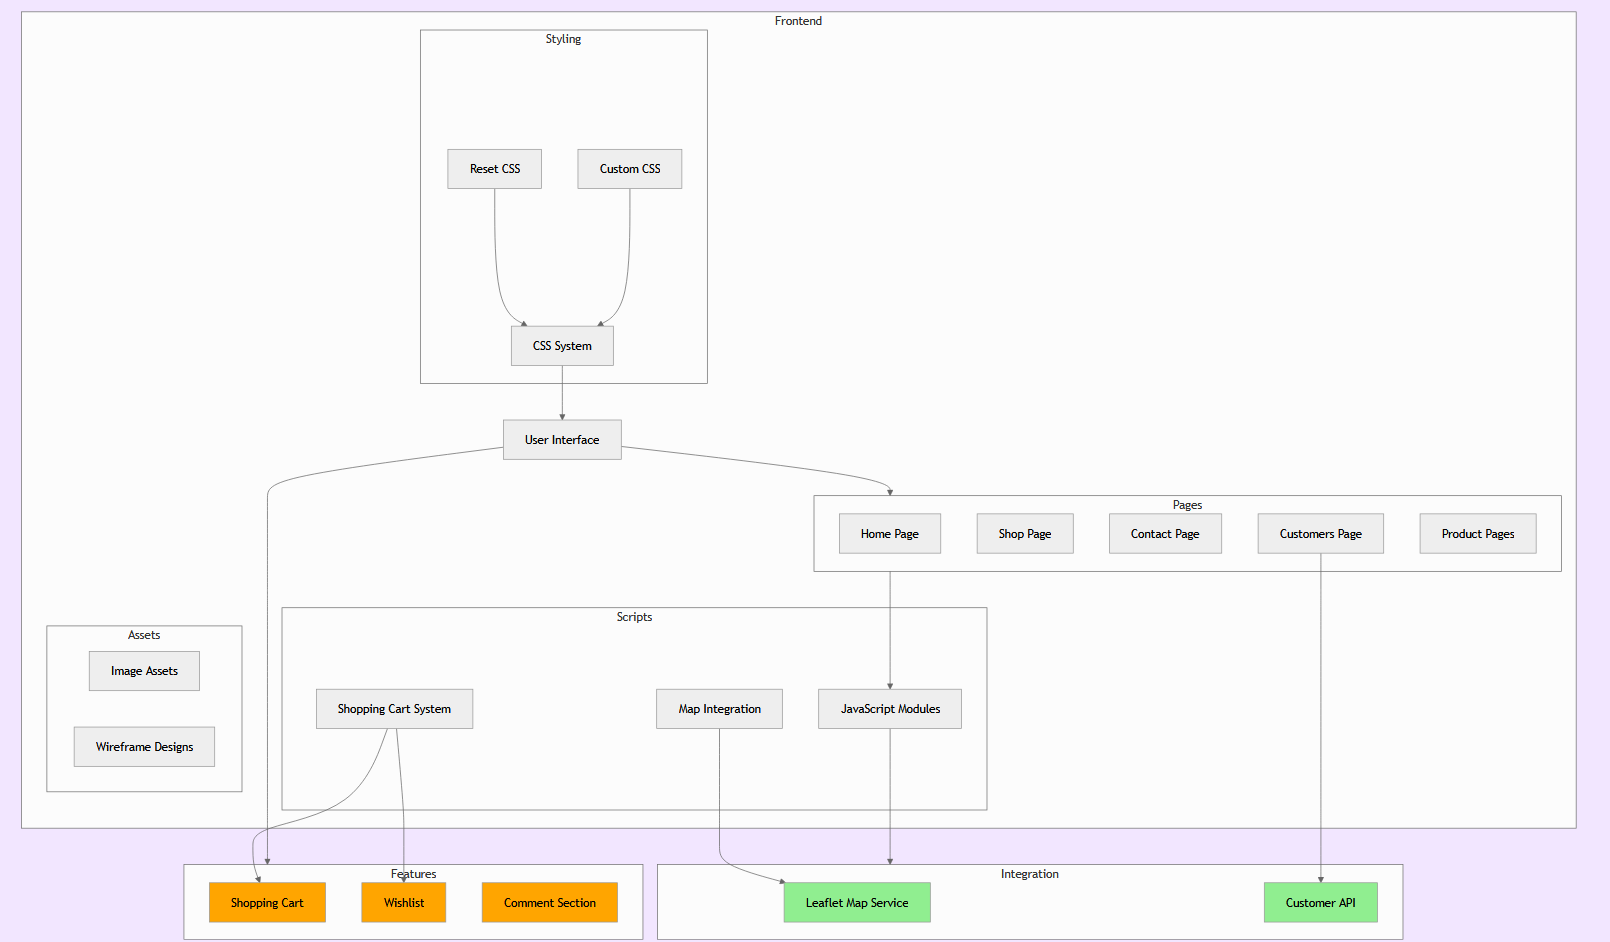 Frontend
Styling
Reset CSS
Custom CSS
CSS System
User Interface
Pages
Home Page
Shop Page
Contact Page
Customers Page
Product Pages
Scripts
Assets
Image Assets
Shopping Cart System
Map Integration
JavaScript Modules
Wireframe Designs
Features
Integration
Shopping Cart
Wishlist
Comment Section
Leaflet Map Service
Customer API